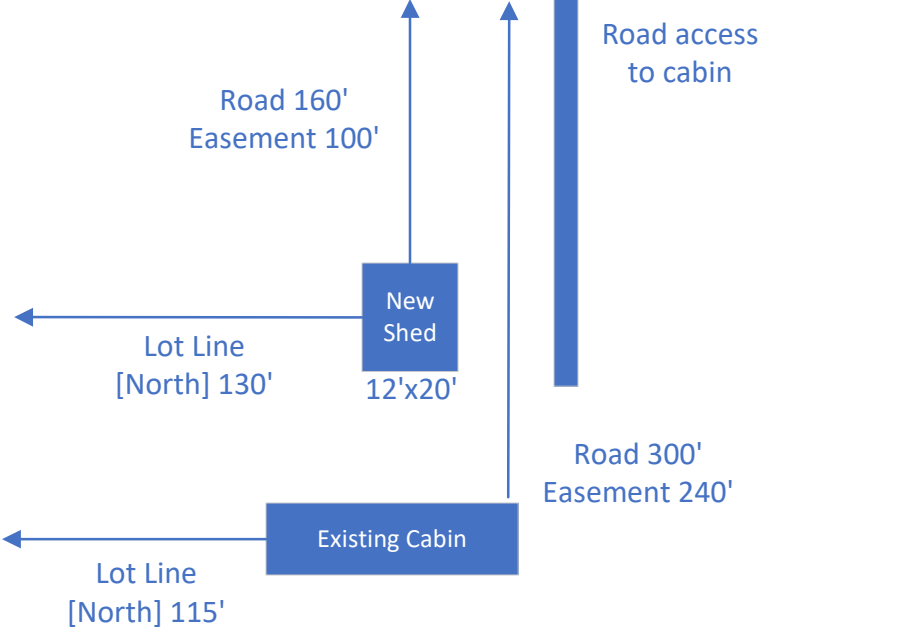 Road access
to cabin
Road 160'
Easement 100'
New
Shed
Lot Line
[North] 130'
12'x20'
Road 300'
Easement 240'
Existing Cabin
Lot Line
[North] 115'